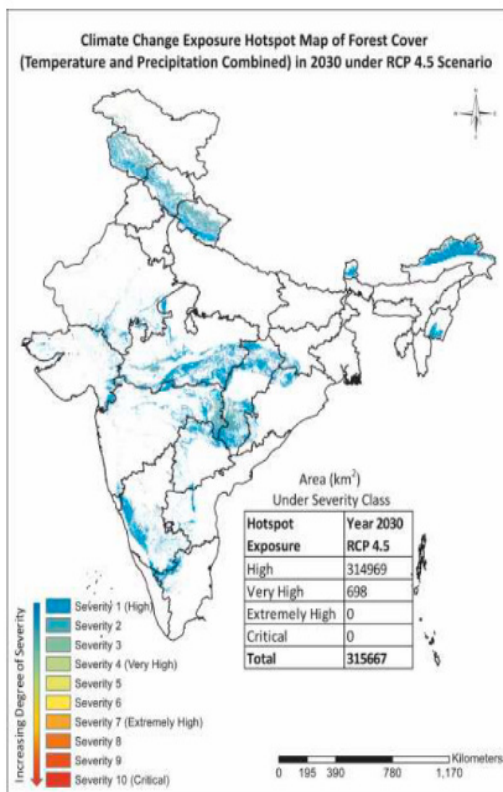 Climate Change Exposure Hotspot Map of Forest Cover
(Temperature and Precipitation Combined) in 2030 under RCP 4.5 Scenario
N
Area (km²)
Under Severity Class
Hotspot Exposure Year 2030 RCP 4.5
High 314969
Very High 698
Extremely High 0
Critical 0
Total 315667
Increasing Degree of Severity
Severity 1 (High)
Severity 2
Severity 3
Severity 4 (Very High)
Severity 5
Severity 6
Severity 7 (Extremely High)
Severity 8
Severity 9
Severity 10 (Critical)
Kilometers
0 195 390 780 1,170